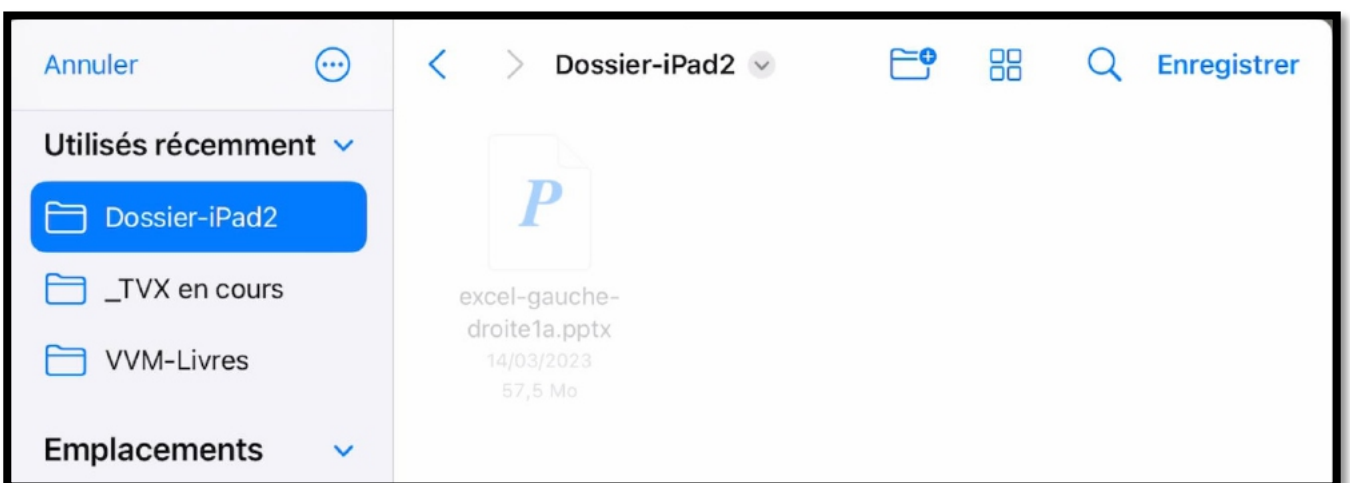 Annuler
Utilisés récemment
Dossier-iPad2
_TVX en cours
VVM-Livres
Emplacements
Dossier-iPad2
Enregistrer
P
excel-gauche-
droite1a.pptx
14/03/2023
57,5 Mo